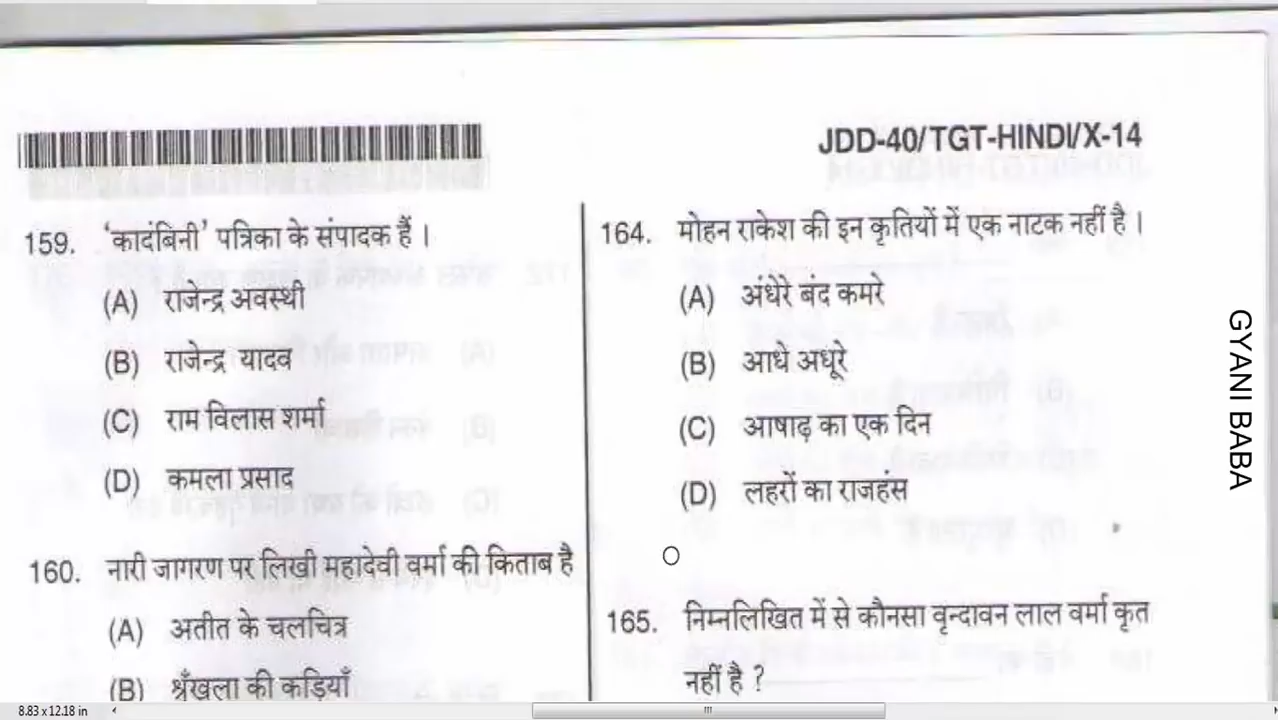 JDD-40/TGT-HINDI/X-14
159. 'कादंबिनी' पत्रिका के संपादक हैं ।
(A) राजेन्द्र अवस्थी
(B) राजेन्द्र यादव
(C) राम विलास शर्मा
(D) कमला प्रसाद
160. नारी जागरण पर लिखी महादेवी वर्मा की किताब है
(A) अतीत के चलचित्र
(B) श्रृँखला की कड़ियाँ
164. मोहन राकेश की इन कृतियों में एक नाटक नहीं है ।
(A) अंधेरे बंद कमरे
(B) आधे अधूरे
(C) आषाढ़ का एक दिन
(D) लहरों का राजहंस
165. निम्नलिखित में से कौनसा वृन्दावन लाल वर्मा कृत
नहीं है ?
GYANI BABA
8.83 x 12.18 in